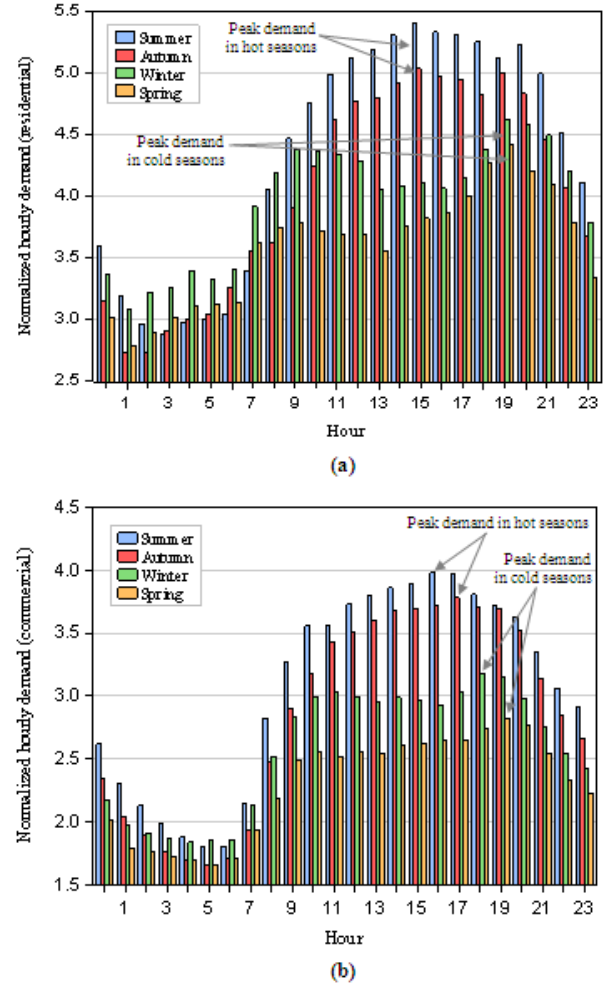 5.5
Summer
Autumn
Winter
Spring
Peak demand
in hot seasons
5.0
4.5
Peak demand
in cold seasons
4.0
3.5
3.0
2.5
Normalized hourly demand (residential)
1 3 5 7 9 11 13 15 17 19 21 23
Hour
(a)
4.5
Summer
Autumn
Winter
Spring
Peak demand in hot seasons
Peak demand
in cold seasons
4.0
3.5
3.0
2.5
2.0
1.5
Normalized hourly demand (commercial)
1 3 5 7 9 11 13 15 17 19 21 23
Hour
(b)